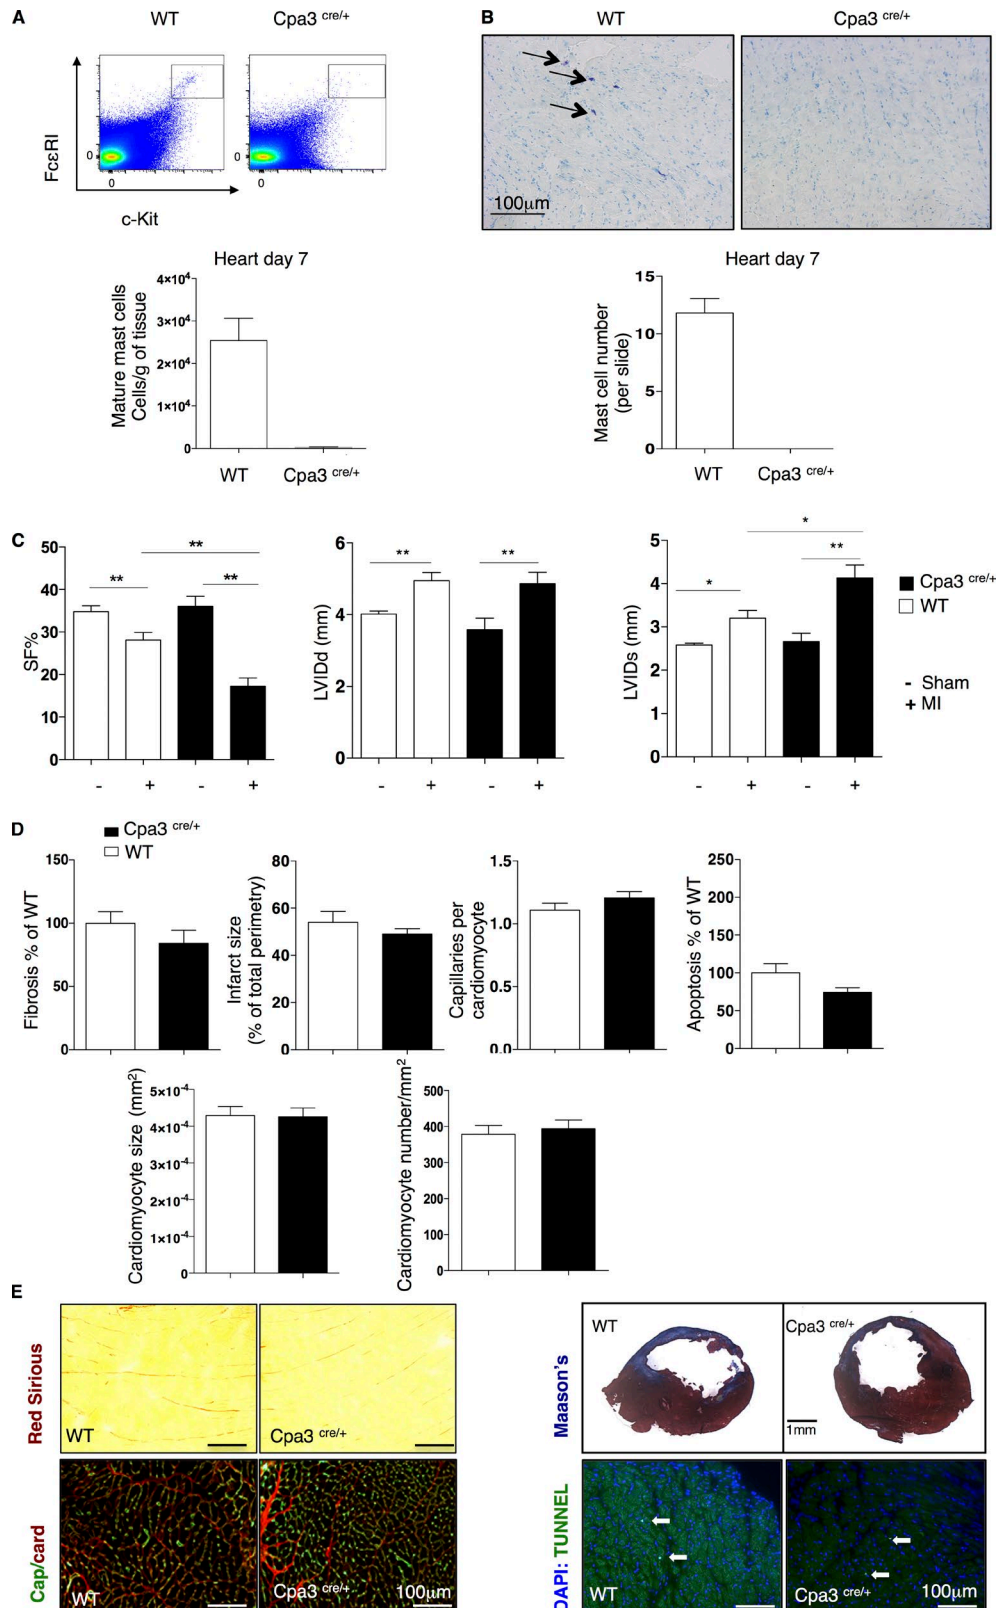 A
WT
Cpa3 cre/+
FcεRI
0
0
0
c-Kit
Heart day 7
Mature mast cells
Cells/g of tissue
4×10⁴
3×10⁴
2×10⁴
1×10⁴
0
WT
Cpa3 cre/+
B
WT
Cpa3 cre/+
100μm
Heart day 7
Mast cell number
(per slide)
15
10
5
0
WT
Cpa3 cre/+
C
SF%
50
40
30
20
10
0
**
**
**
- + - +
LVIDd (mm)
6
4
2
0
**
**
- + - +
LVIDs (mm)
5
4
3
2
1
0
*
*
**
- + - +
Cpa3 cre/+
WT
- Sham
+ MI
D
Cpa3 cre/+
WT
Fibrosis % of WT
150
100
50
0
Infarct size
(% of total perimetry)
80
60
40
20
0
Capillaries per
cardiomyocyte
1.5
1.0
0.5
0.0
Apoptosis % of WT
250
200
150
100
50
0
Cardiomyocyte size (mm²)
5×10⁻⁴
4×10⁻⁴
3×10⁻⁴
2×10⁻⁴
1×10⁻⁴
0
Cardiomyocyte number/mm²
500
400
300
200
100
0
E
Red Sirious
WT
Cpa3 cre/+
Cap/card
WT
Cpa3 cre/+
100μm
Maason's
WT
Cpa3 cre/+
1mm
DAPI: TUNNEL
WT
Cpa3 cre/+
100μm